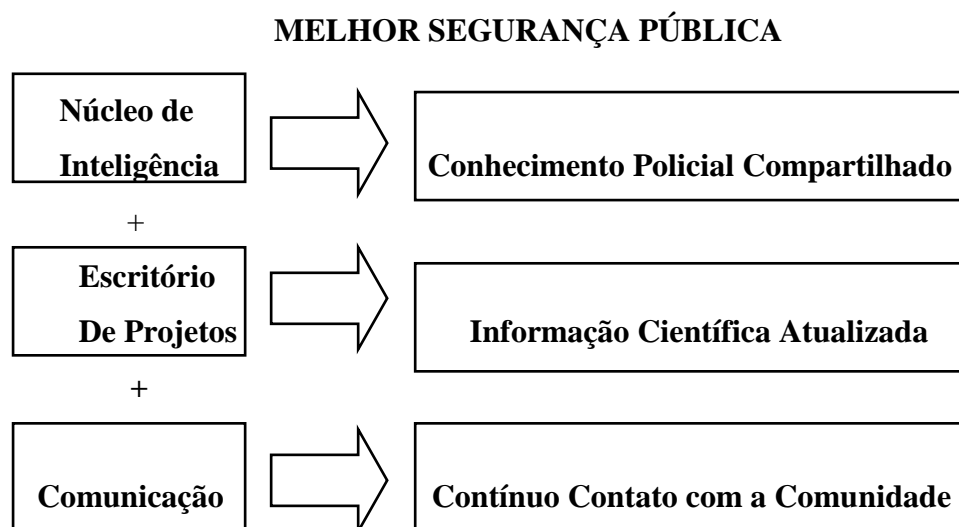 MELHOR SEGURANÇA PÚBLICA
Núcleo de
Inteligência
Conhecimento Policial Compartilhado
+
Escritório
De Projetos
Informação Científica Atualizada
+
Comunicação
Contínuo Contato com a Comunidade